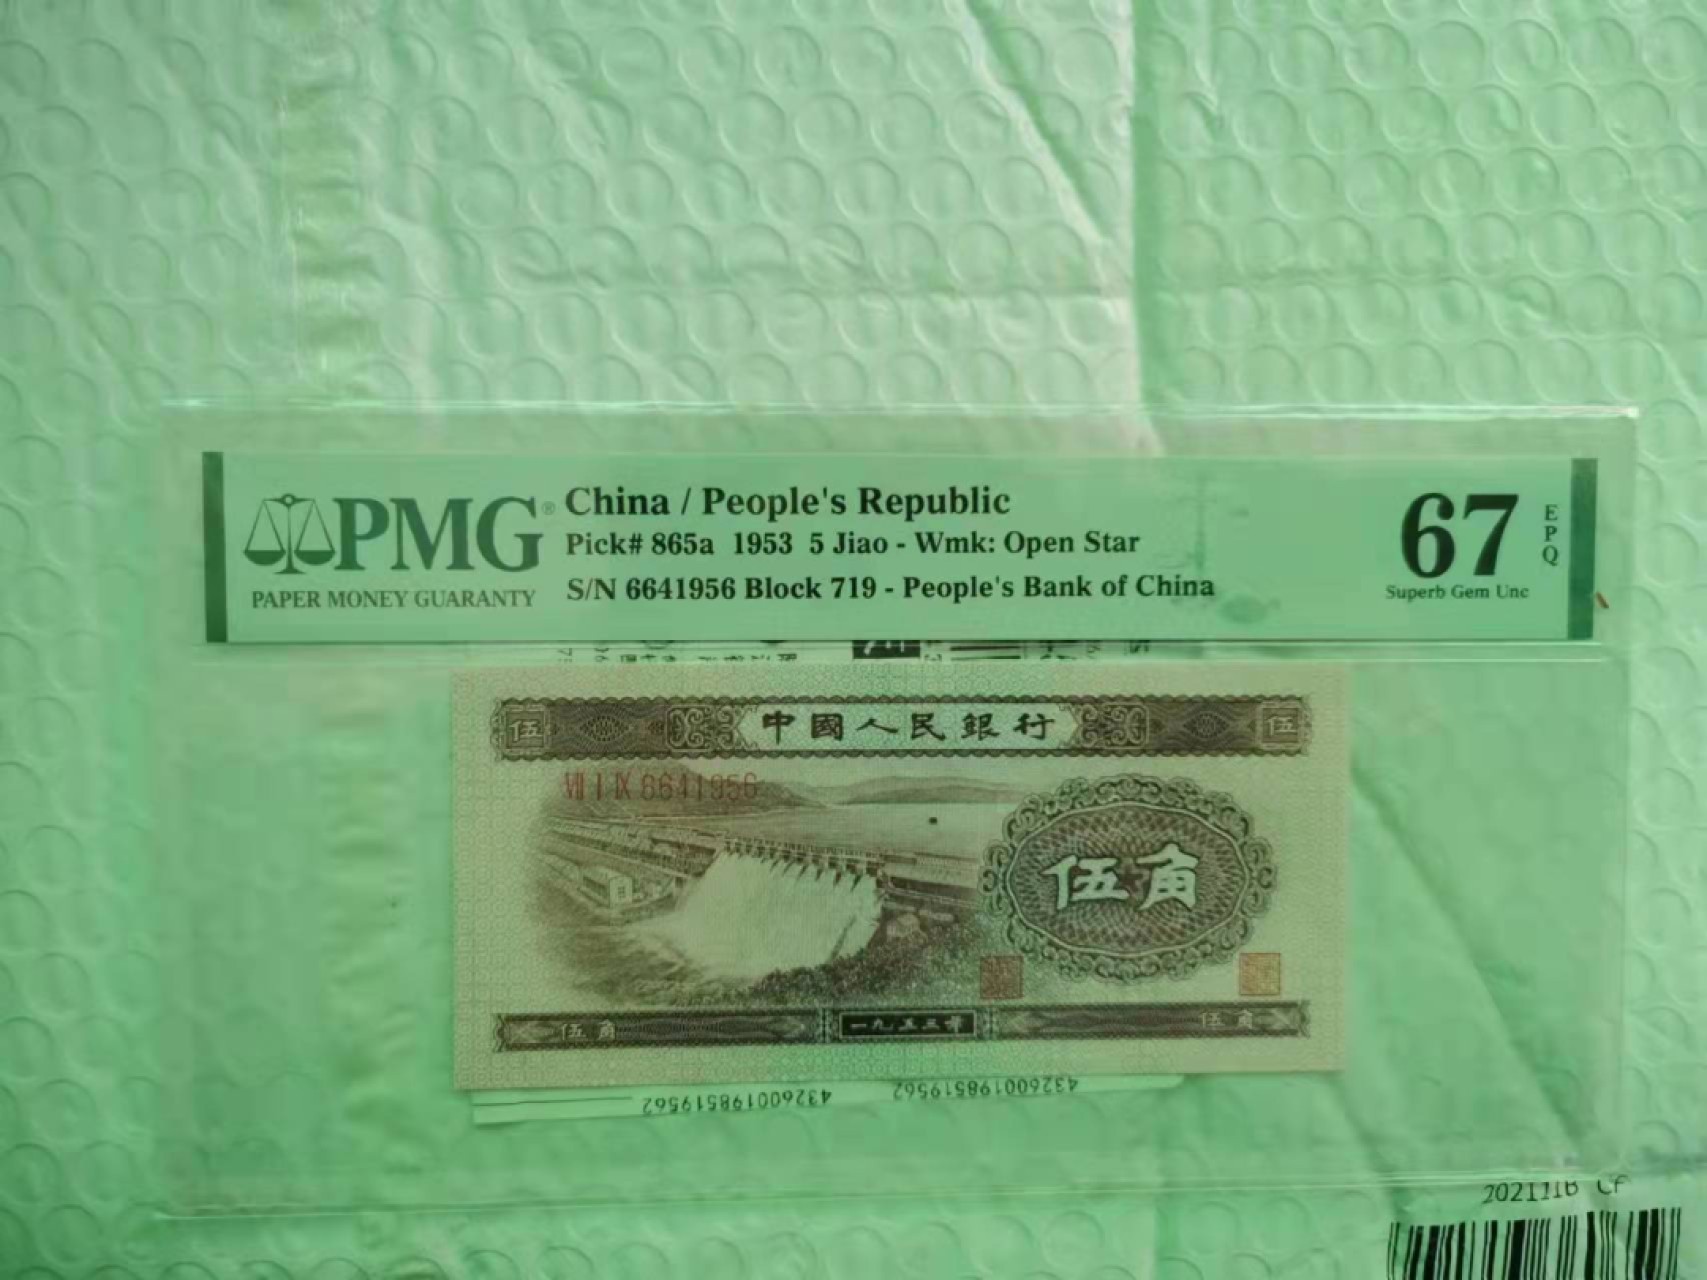 PMG®
PAPER MONEY GUARANTY
China / People's Republic
Pick# 865a 1953 5 Jiao - Wmk: Open Star
S/N 6641956 Block 719 - People's Bank of China
67
EPQ
Superb Gem Unc
伍 中國人民銀行 伍
Ⅶ Ⅰ Ⅸ 6641956
伍角
伍角 一九五三年 伍角
432600198519562 432600198519562